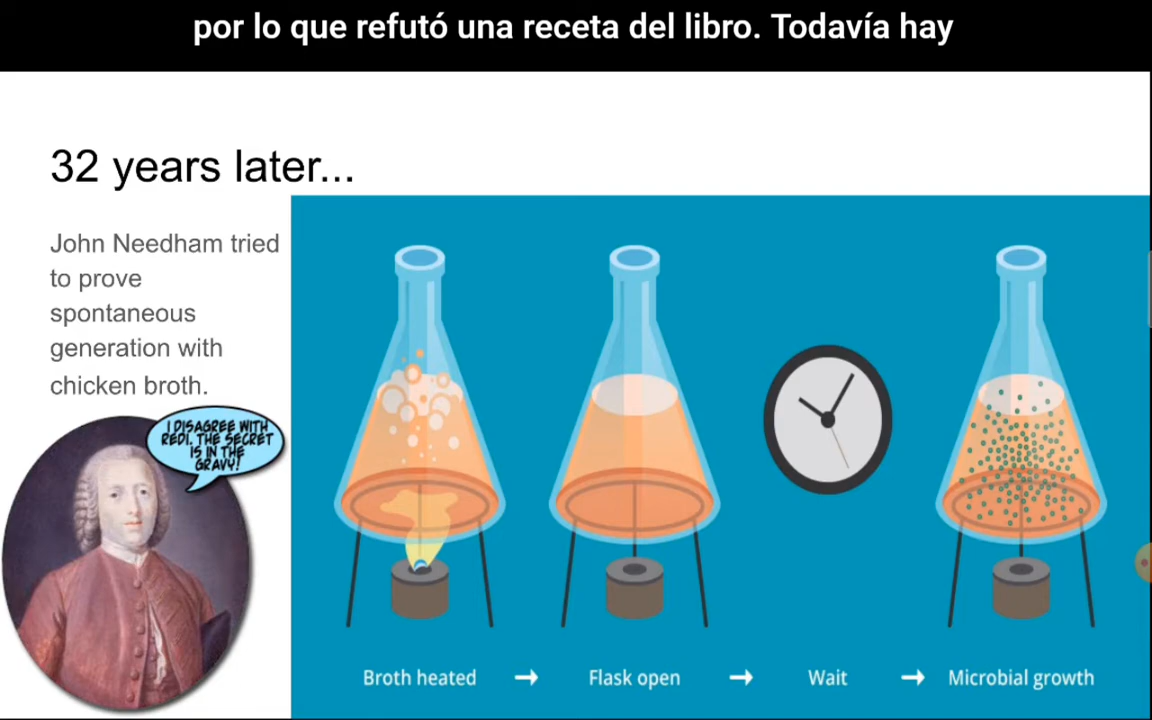 por lo que refutó una receta del libro. Todavía hay
32 years later...
John Needham tried
to prove
spontaneous
generation with
chicken broth.
I DISAGREE WITH
REDI. THE SECRET
IS IN THE
GRAVY!
Broth heated → Flask open → Wait → Microbial growth